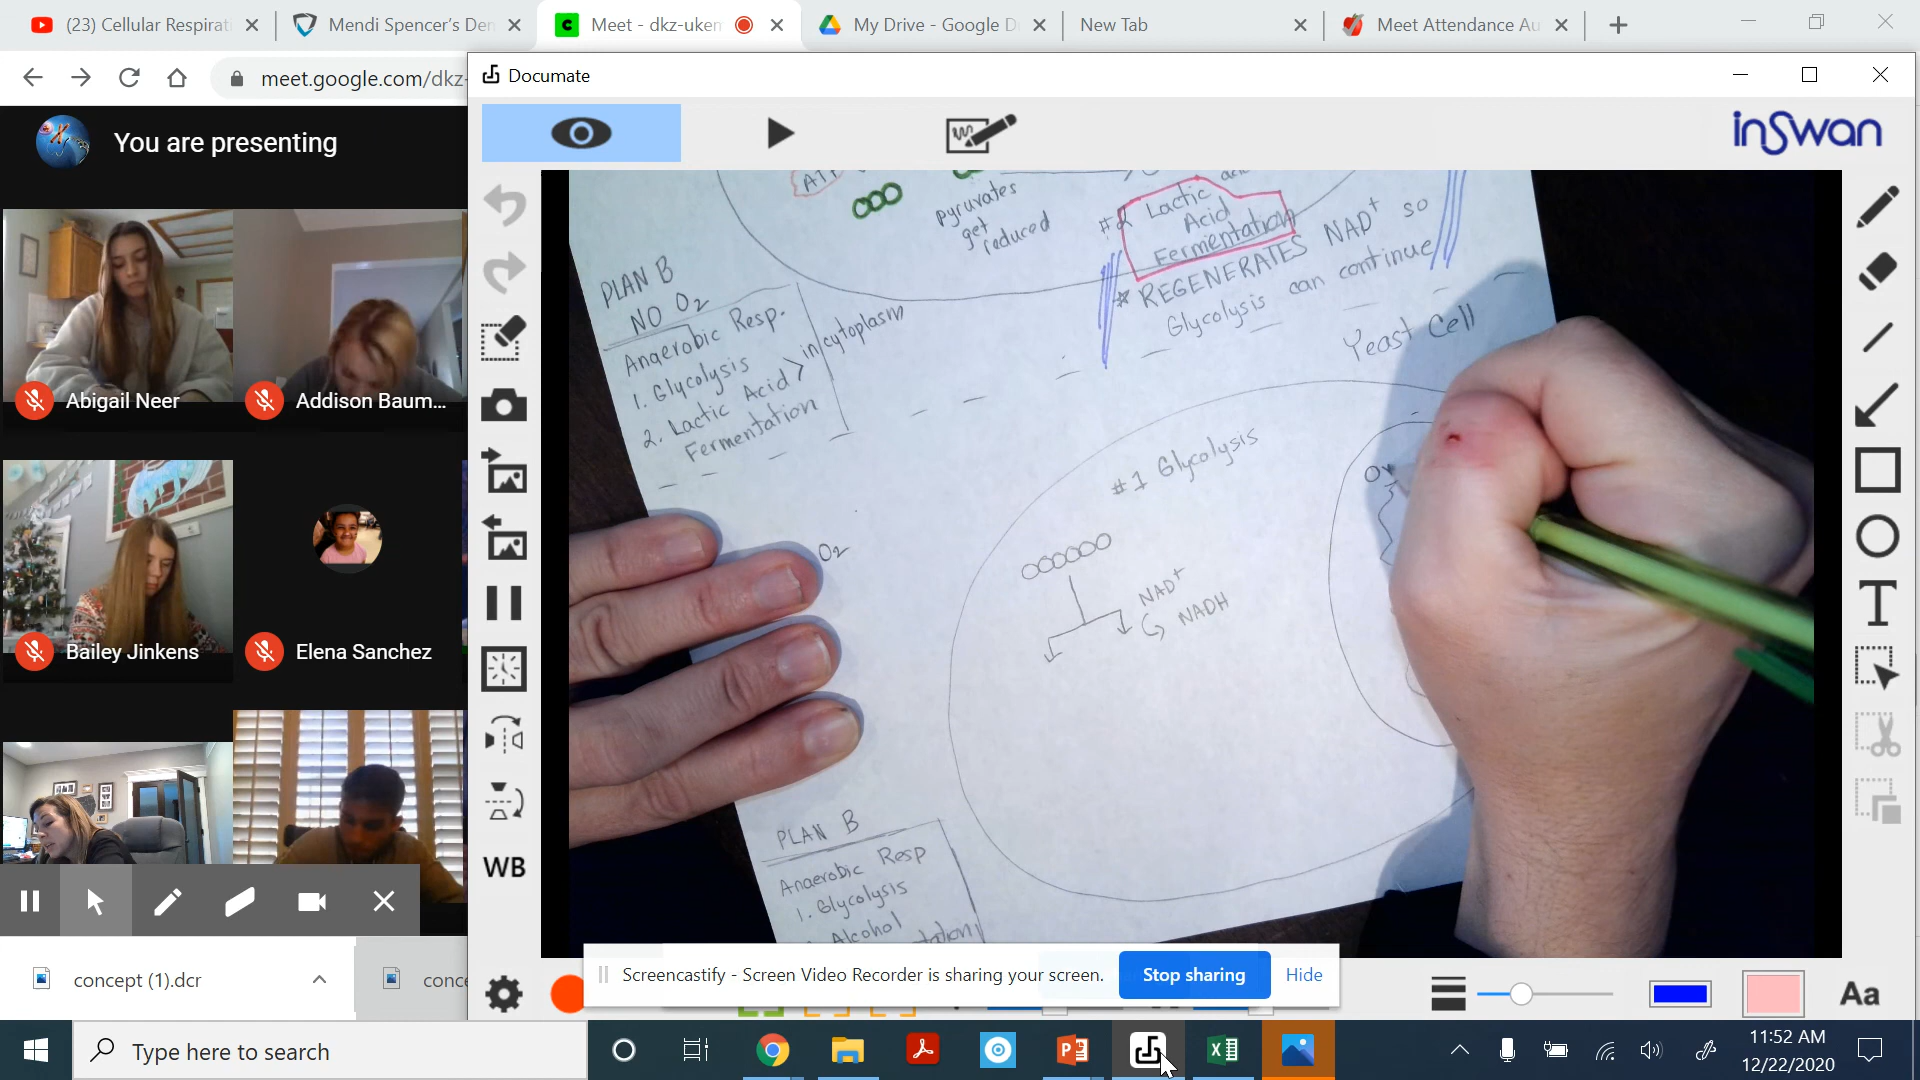 (23) Cellular Respirati
Mendi Spencer's Den
Meet - dkz-uken
My Drive - Google D
New Tab
Meet Attendance Au
meet.google.com/dkz-
Documate
You are presenting
inSwan
Abigail Neer
Addison Baum...
Bailey Jinkens
Elena Sanchez
ATP
pyruvates
get
reduced
#2 Lactic acid
Acid
Fermentation
* REGENERATES NAD+ so
Glycolysis can continue
PLAN B
NO O2
Anaerobic Resp.
1. Glycolysis
2. Lactic Acid > in cytoplasm
Fermentation
Yeast Cell
#1 Glycolysis
O2
NAD+
NADH
PLAN B
Anaerobic Resp
1. Glycolysis
Alcohol
T
WB
Aa
concept (1).dcr
conce
Screencastify - Screen Video Recorder is sharing your screen.
Stop sharing
Hide
Type here to search
11:52 AM
12/22/2020